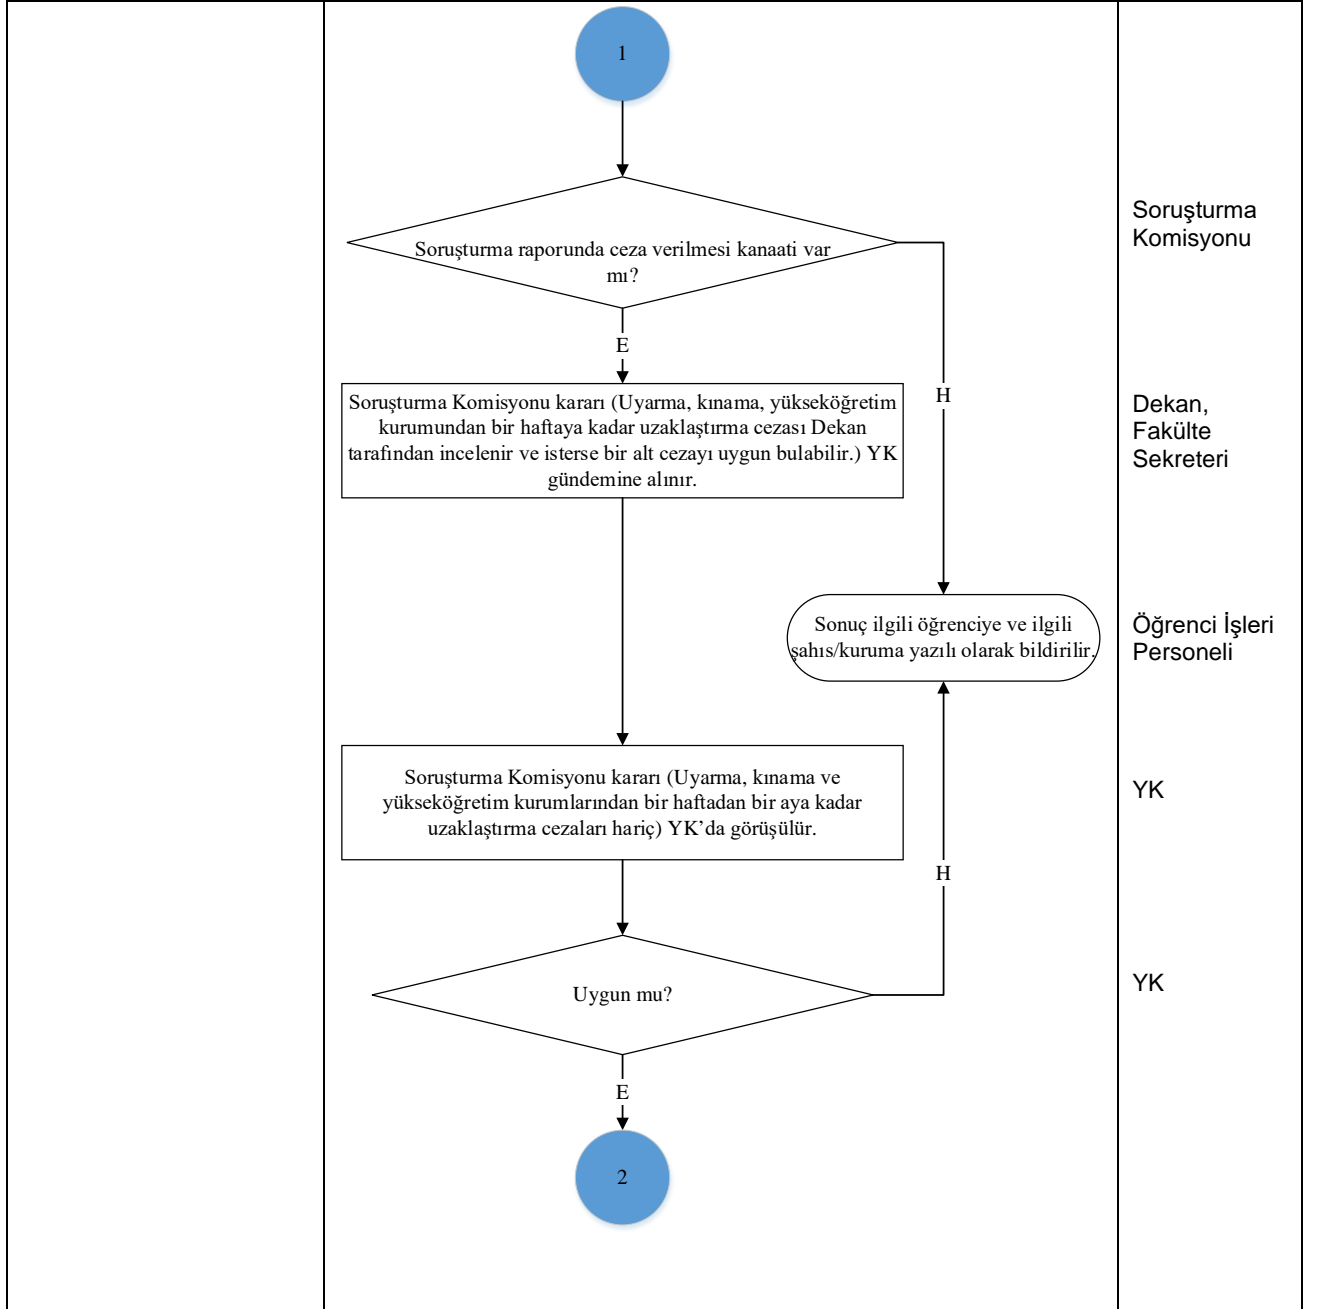 1
Soruşturma
Komisyonu
Soruşturma raporunda ceza verilmesi kanaati var
mı?
E
H
Soruşturma Komisyonu kararı (Uyarma, kınama, yükseköğretim
kurumundan bir haftaya kadar uzaklaştırma cezası Dekan
tarafından incelenir ve isterse bir alt cezayı uygun bulabilir.) YK
gündemine alınır.
Dekan,
Fakülte
Sekreteri
Sonuç ilgili öğrenciye ve ilgili
şahıs/kuruma yazılı olarak bildirilir.
Öğrenci İşleri
Personeli
Soruşturma Komisyonu kararı (Uyarma, kınama ve
yükseköğretim kurumlarından bir haftadan bir aya kadar
uzaklaştırma cezaları hariç) YK’da görüşülür.
YK
H
Uygun mu?
YK
E
2